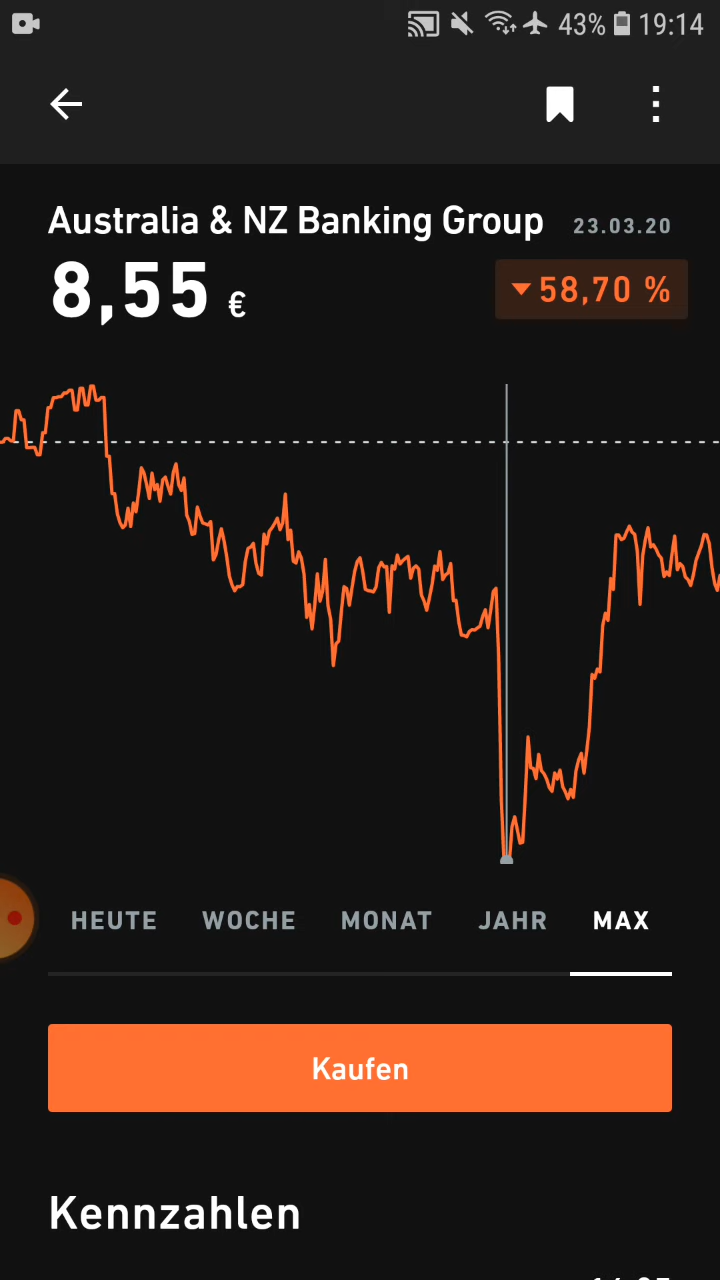 43% 19:14
Australia & NZ Banking Group 23.03.20
8,55 € 58,70 %
HEUTE WOCHE MONAT JAHR MAX
Kaufen
Kennzahlen